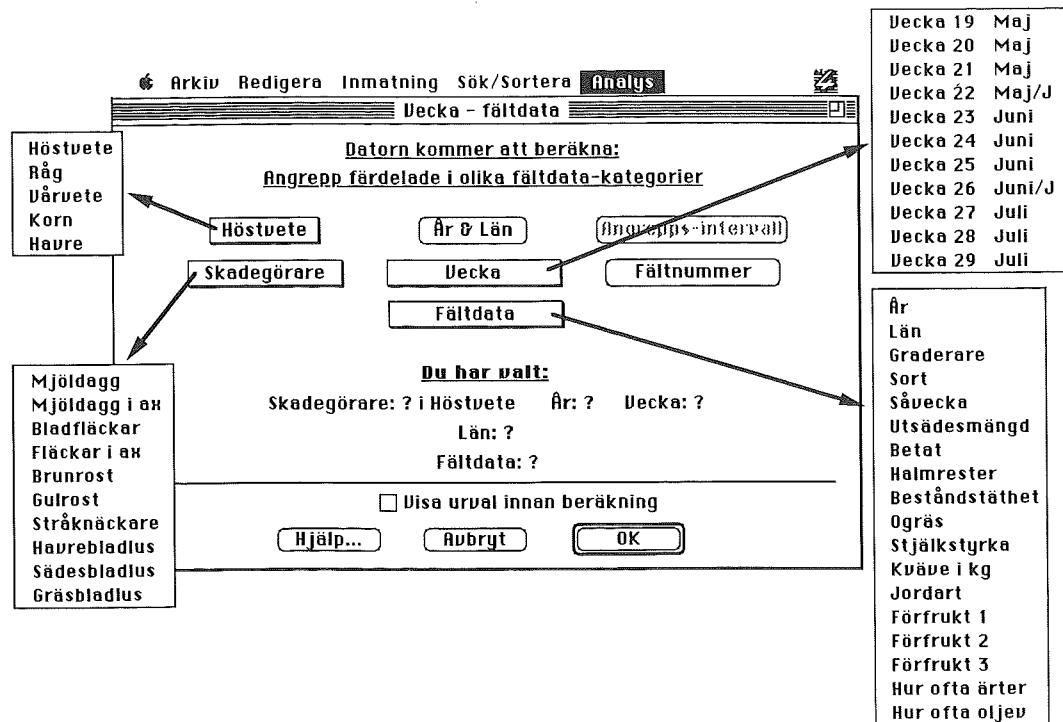 Arkiv Redigera Inmatning Sök/Sortera Analys
Vecka - fältdata
Datorn kommer att beräkna:
Angrepp färdelade i olika fältdata-kategorier
Höstvete
År & Län
Angrepps-intervall
Skadegörare
Vecka
Fältnummer
Fältdata
Du har valt:
Skadegörare: ? i Höstvete År: ? Vecka: ?
Län: ?
Fältdata: ?
Visa urval innan beräkning
Hjälp...
Avbryt
OK
Höstvete
Råg
Vårvete
Korn
Havre
Mjöldagg
Mjöldagg i ax
Bladfläckar
Fläckar i ax
Brunrost
Gulrost
Stråknäckare
Havrebladlus
Sädesbladlus
Gräsbladlus
Vecka 19 Maj
Vecka 20 Maj
Vecka 21 Maj
Vecka 22 Maj/J
Vecka 23 Juni
Vecka 24 Juni
Vecka 25 Juni
Vecka 26 Juni/J
Vecka 27 Juli
Vecka 28 Juli
Vecka 29 Juli
År
Län
Graderare
Sort
Såvecka
Utsädesmängd
Betat
Halmrester
Beståndstäthet
Ogräs
Stjälkstyrka
Kväve i kg
Jordart
Förfrukt 1
Förfrukt 2
Förfrukt 3
Hur ofta ärter
Hur ofta oljev